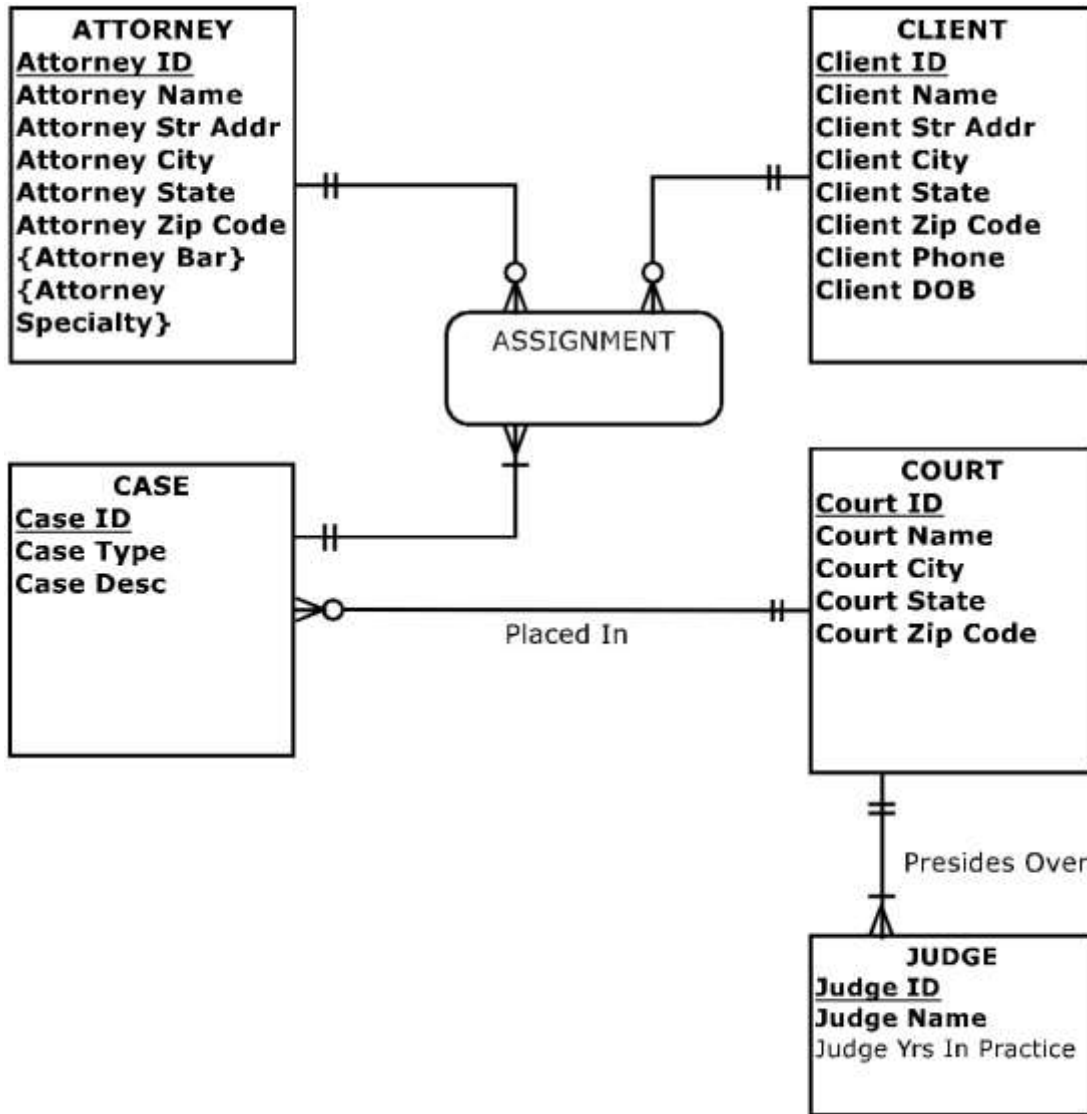 ATTORNEY
Attorney ID
Attorney Name
Attorney Str Addr
Attorney City
Attorney State
Attorney Zip Code
{Attorney Bar}
{Attorney
Specialty}
CLIENT
Client ID
Client Name
Client Str Addr
Client City
Client State
Client Zip Code
Client Phone
Client DOB
ASSIGNMENT
CASE
Case ID
Case Type
Case Desc
Placed In
COURT
Court ID
Court Name
Court City
Court State
Court Zip Code
Presides Over
JUDGE
Judge ID
Judge Name
Judge Yrs In Practice